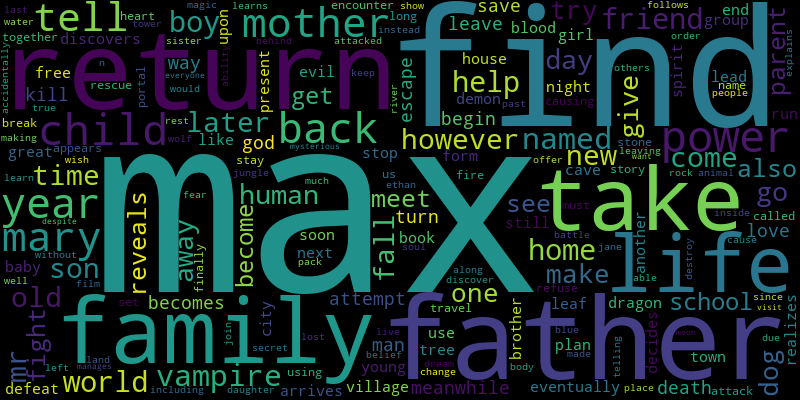 last tell magic learns encounter show follows
water heart boy mother long save try friend group end
together tower upon instead leave blood girl order explains
discovers sister return attacked find parent
accidentally free way behind house day others spirit lead
n portal present evil escape help night name people
kill rescue would ability get river demon past causing
true everyone keep begin give run
break child later back however named power
making rest like god mysterious form new stone leaving come also
great appears wolf stay stop cave story want rock animal
wish time human jungle us fire offer
learn much max ethan meet see take inside go
year reveals fear become turn still must called
despite away soon fall book battle another cause love
mary without finally next soul home jane life
baby son film pack along make able destroy since
well discover refuse visit
old set becomes attempt one leaf dragon school realizes
fight city travel
mr family join lost live father brother blue plan decides moon due
left land secret man use tree made telling town dog
manages belief dream body
defeat world vampire using young change eventually place death attack
including daughter arrives village meanwhile